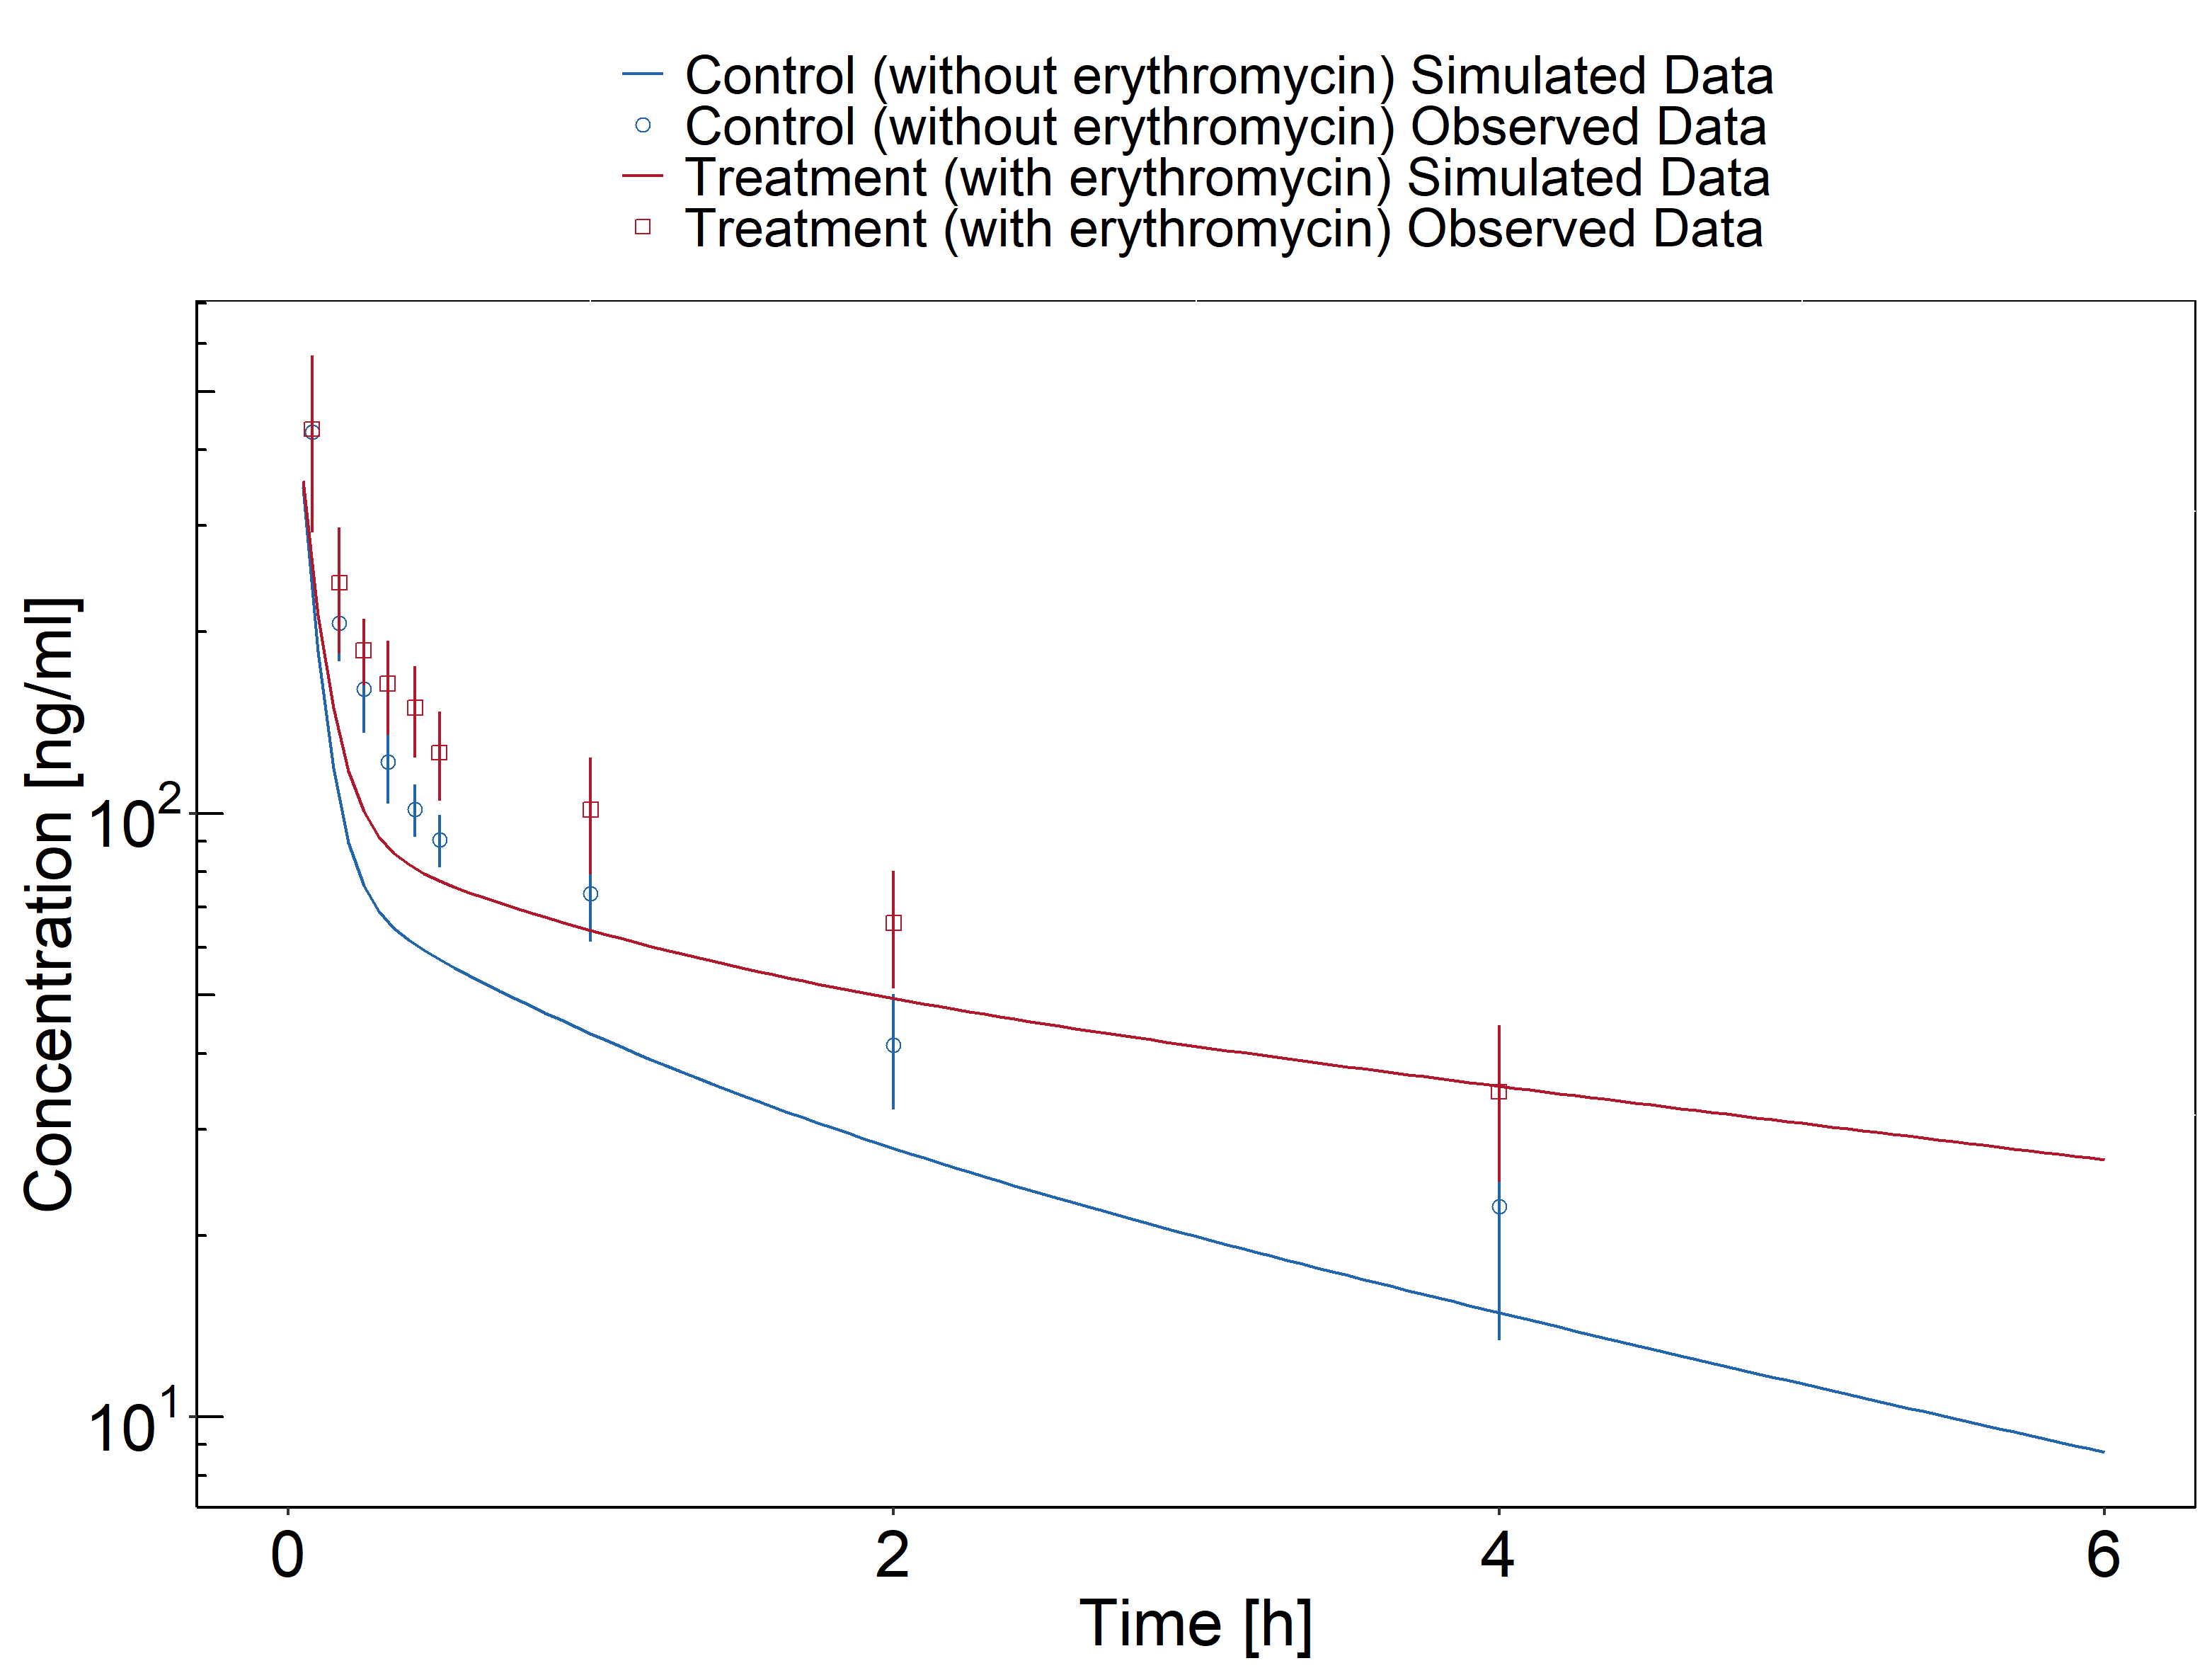 Control (without erythromycin) Simulated Data
Control (without erythromycin) Observed Data
Treatment (with erythromycin) Simulated Data
Treatment (with erythromycin) Observed Data
Concentration [ng/ml]
10²
10¹
0 2 4 6
Time [h]